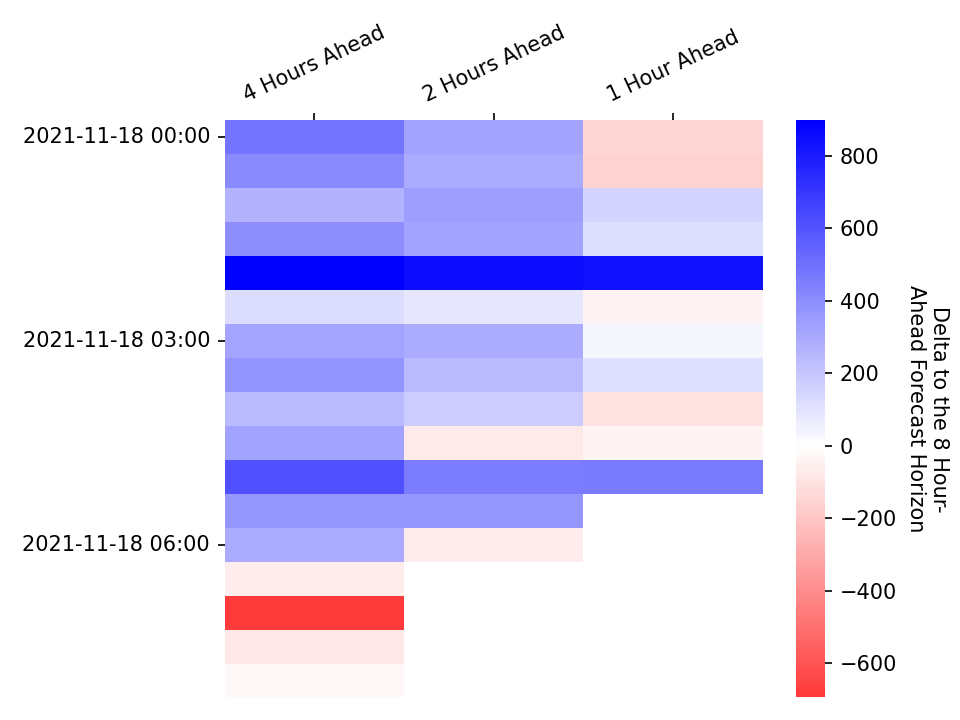 4 Hours Ahead
2 Hours Ahead
1 Hour Ahead
2021-11-18 00:00
2021-11-18 03:00
2021-11-18 06:00
800
600
400
200
0
−200
−400
−600
Delta to the 8 Hour-
Ahead Forecast Horizon